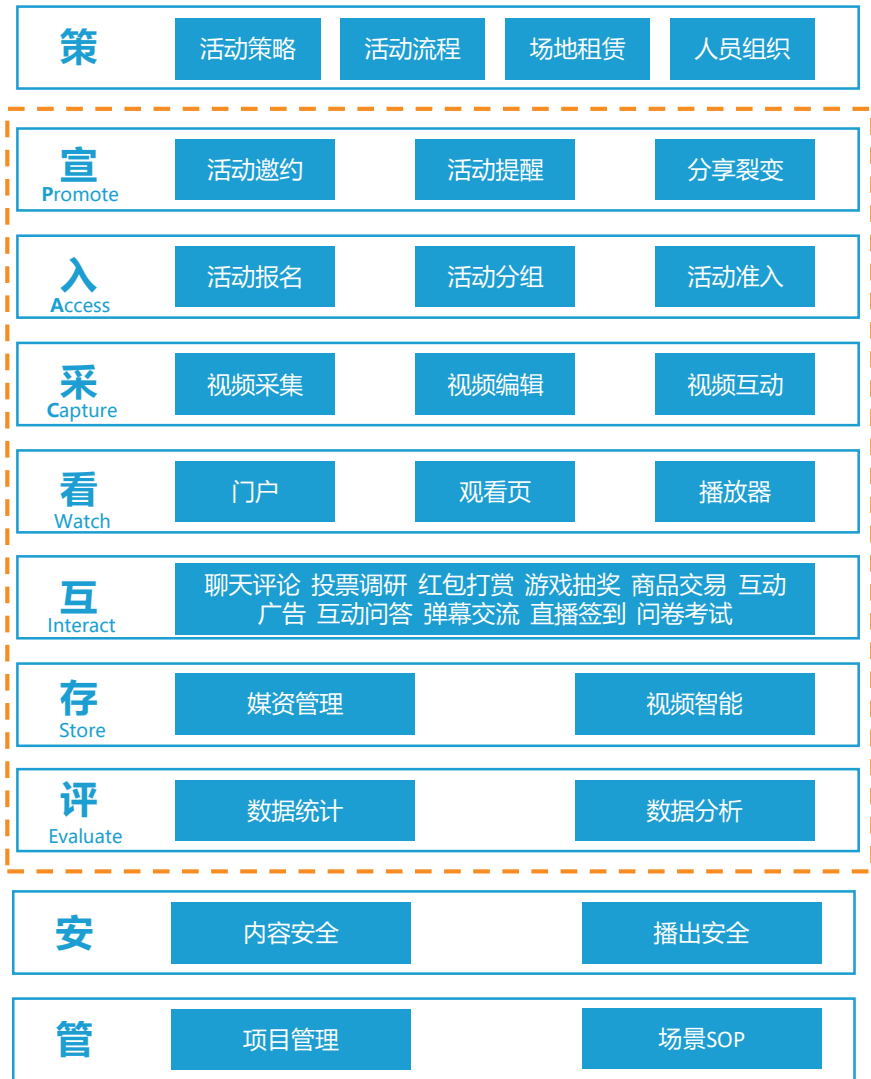 策 活动策略 活动流程 场地租赁 人员组织
宣 活动邀约 活动提醒 分享裂变
Promote
入 活动报名 活动分组 活动准入
Access
采 视频采集 视频编辑 视频互动
Capture
看 门户 观看页 播放器
Watch
互 聊天评论 投票调研 红包打赏 游戏抽奖 商品交易 互动
广告 互动问答 弹幕交流 直播签到 问卷考试
Interact
存 媒资管理 视频智能
Store
评 数据统计 数据分析
Evaluate
安 内容安全 播出安全
管 项目管理 场景SOP